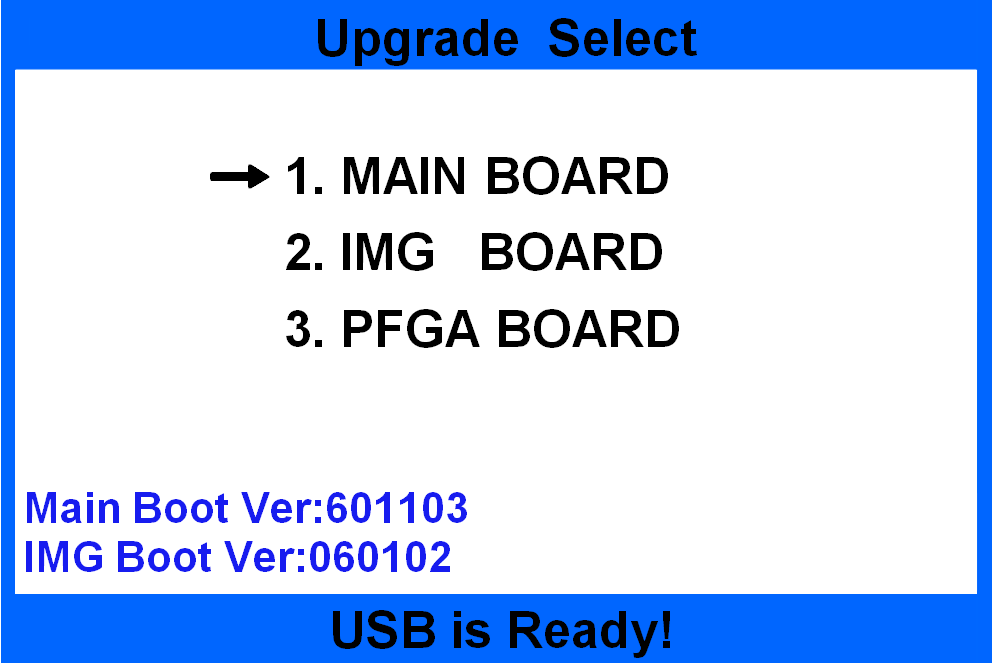 Upgrade  Select
→ 1. MAIN BOARD
2. IMG   BOARD
3. PFGA BOARD
Main Boot Ver:601103
IMG Boot Ver:060102
USB is Ready!